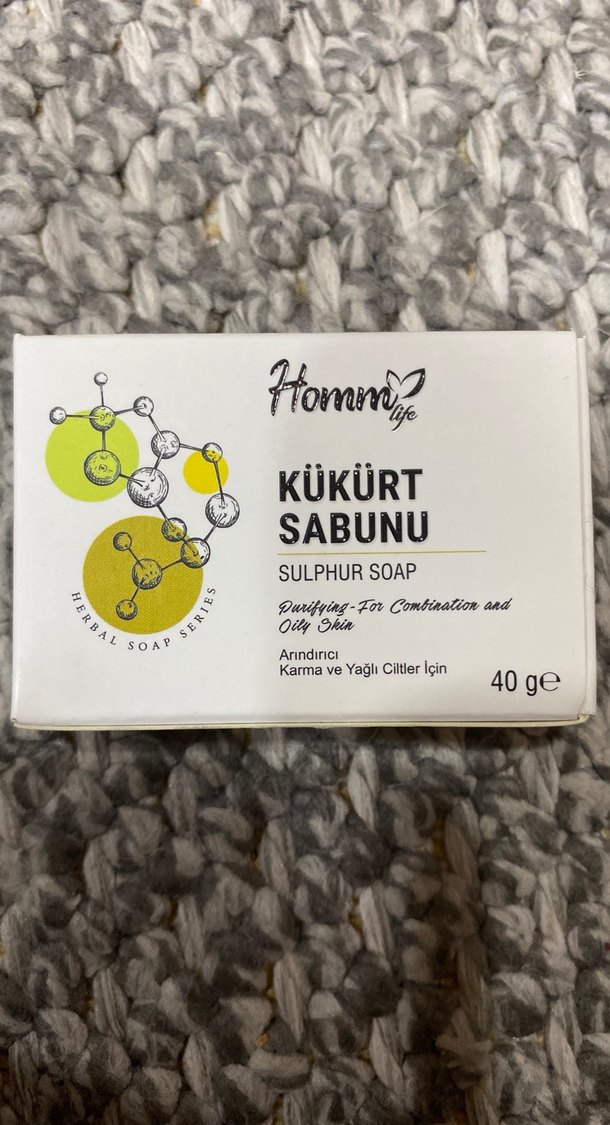 Homm
life
KÜKÜRT
SABUNU
SULPHUR SOAP
Purifying-For Combination and
Oily Skin
Arındırıcı
Karma ve Yağlı Ciltler İçin
40 g℮
HERBAL SOAP SERIES